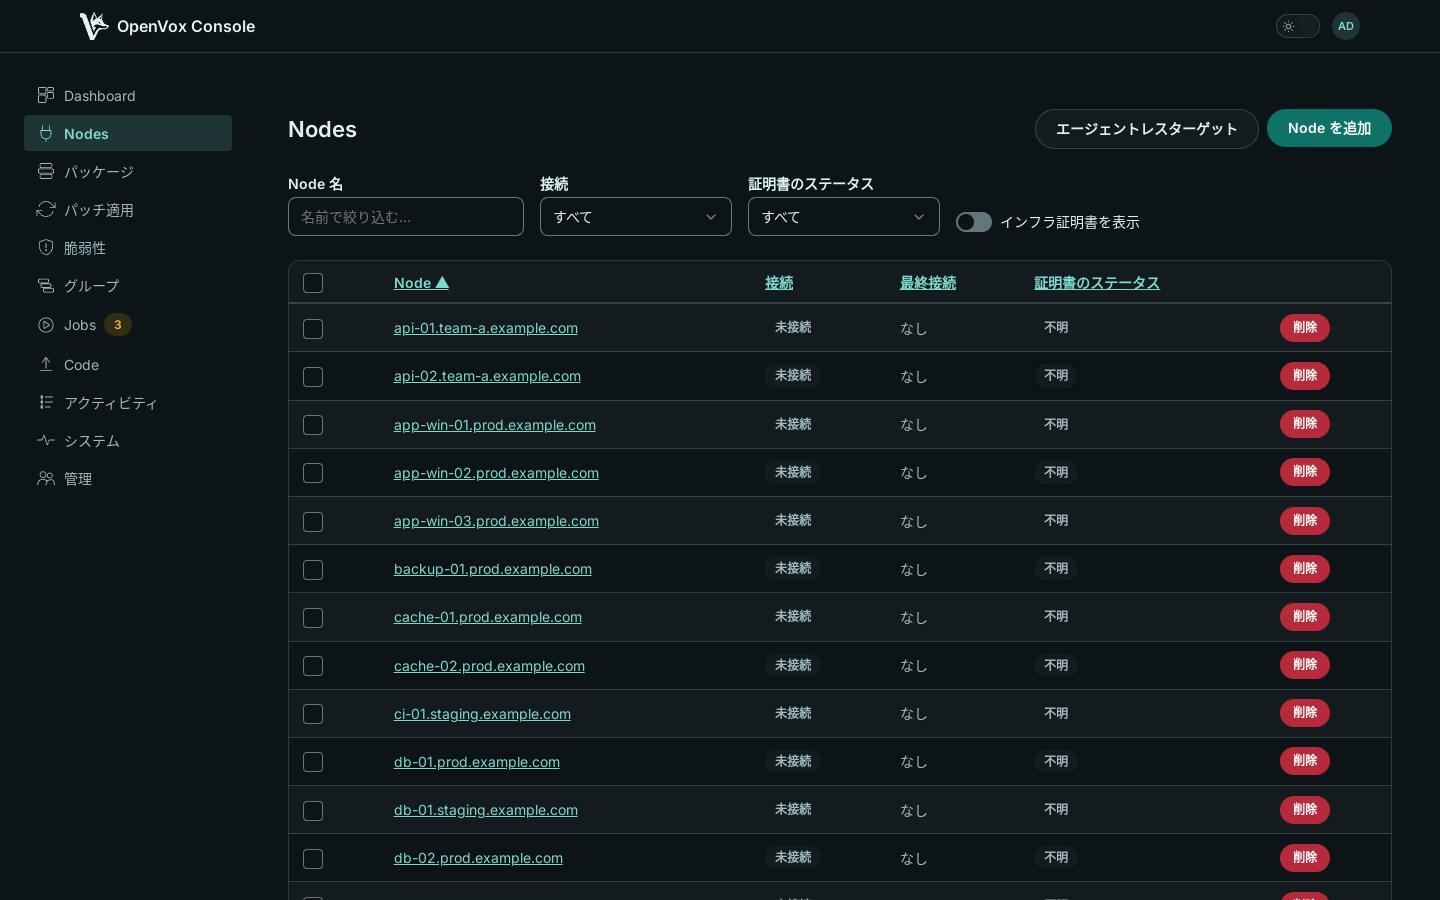 OpenVox Console
AD
Dashboard
Nodes
パッケージ
パッチ適用
脆弱性
グループ
Jobs 3
Code
アクティビティ
システム
管理
Nodes
エージェントレスターゲット
Node を追加
Node 名
接続
証明書のステータス
名前で絞り込む...
すべて
すべて
インフラ証明書を表示
Node ▲ 接続 最終接続 証明書のステータス
api-01.team-a.example.com 未接続 なし 不明 削除
api-02.team-a.example.com 未接続 なし 不明 削除
app-win-01.prod.example.com 未接続 なし 不明 削除
app-win-02.prod.example.com 未接続 なし 不明 削除
app-win-03.prod.example.com 未接続 なし 不明 削除
backup-01.prod.example.com 未接続 なし 不明 削除
cache-01.prod.example.com 未接続 なし 不明 削除
cache-02.prod.example.com 未接続 なし 不明 削除
ci-01.staging.example.com 未接続 なし 不明 削除
db-01.prod.example.com 未接続 なし 不明 削除
db-01.staging.example.com 未接続 なし 不明 削除
db-02.prod.example.com 未接続 なし 不明 削除